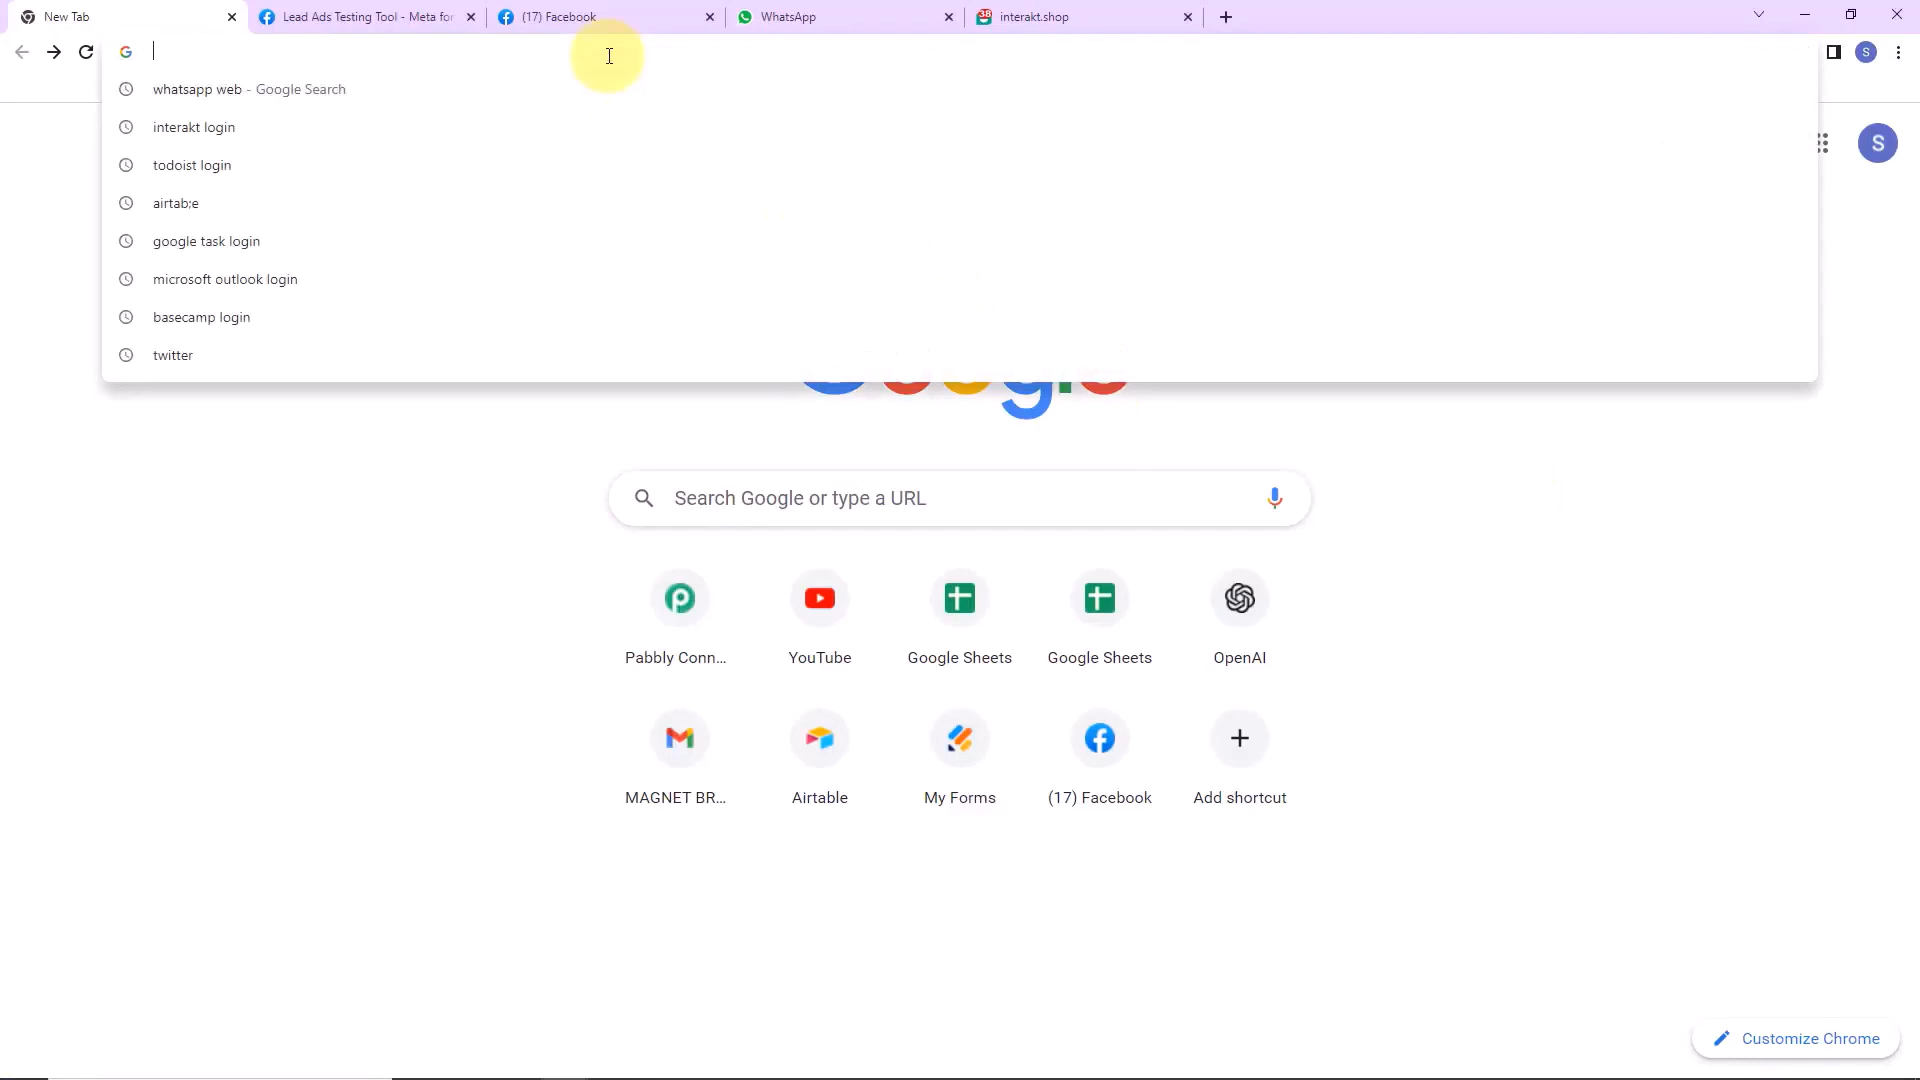 New Tab
Lead Ads Testing Tool - Meta for
(17) Facebook
WhatsApp
38
interakt.shop
S
whatsapp web - Google Search
interakt login
todoist login
airtab;e
google task login
microsoft outlook login
basecamp login
twitter
S
Search Google or type a URL
Pabbly Conn...
YouTube
Google Sheets
Google Sheets
OpenAI
MAGNET BR...
Airtable
My Forms
(17) Facebook
Add shortcut
Customize Chrome